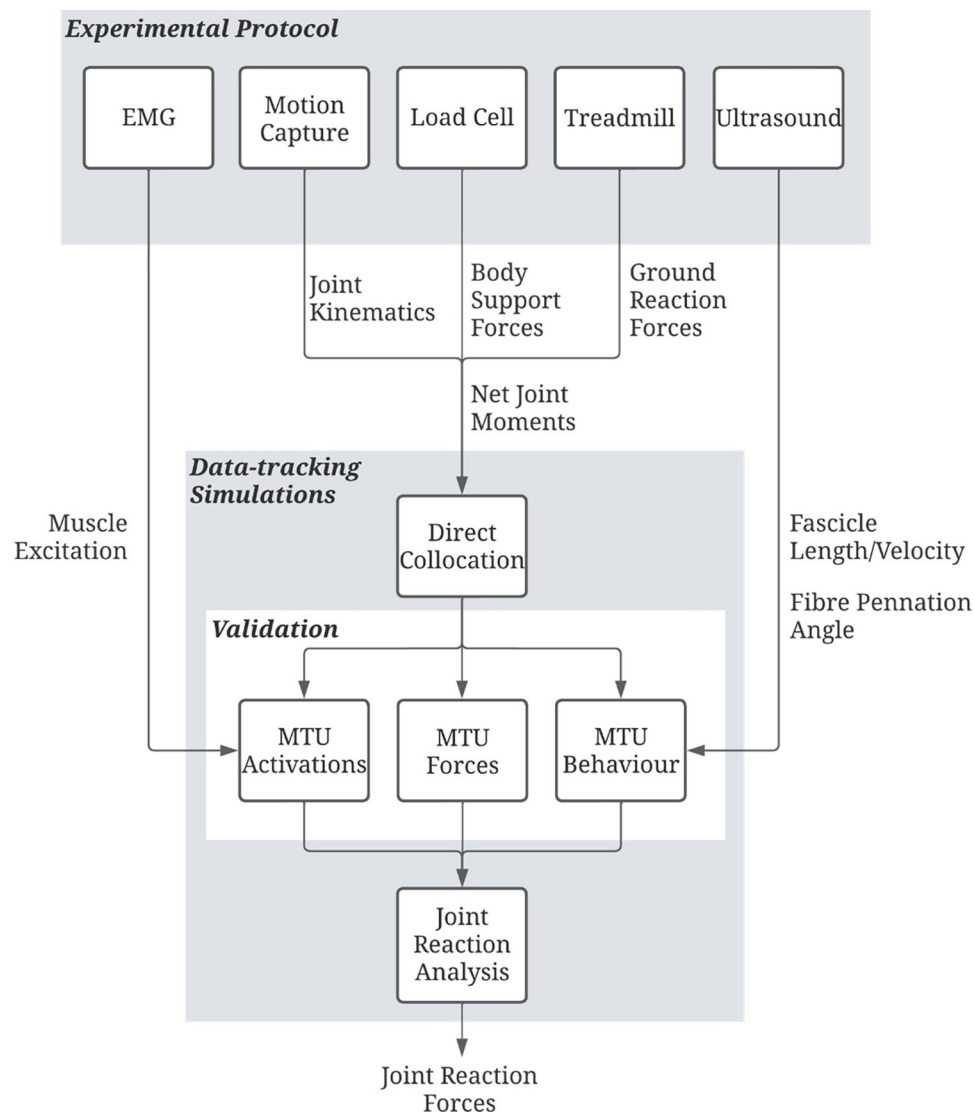 Experimental Protocol
EMG
Motion
Capture
Load Cell
Treadmill
Ultrasound
Joint
Kinematics
Body
Support
Forces
Ground
Reaction
Forces
Net Joint
Moments
Data-tracking
Simulations
Muscle
Excitation
Direct
Collocation
Fascicle
Length/Velocity
Fibre Pennation
Angle
Validation
MTU
Activations
MTU
Forces
MTU
Behaviour
Joint
Reaction
Analysis
Joint Reaction
Forces